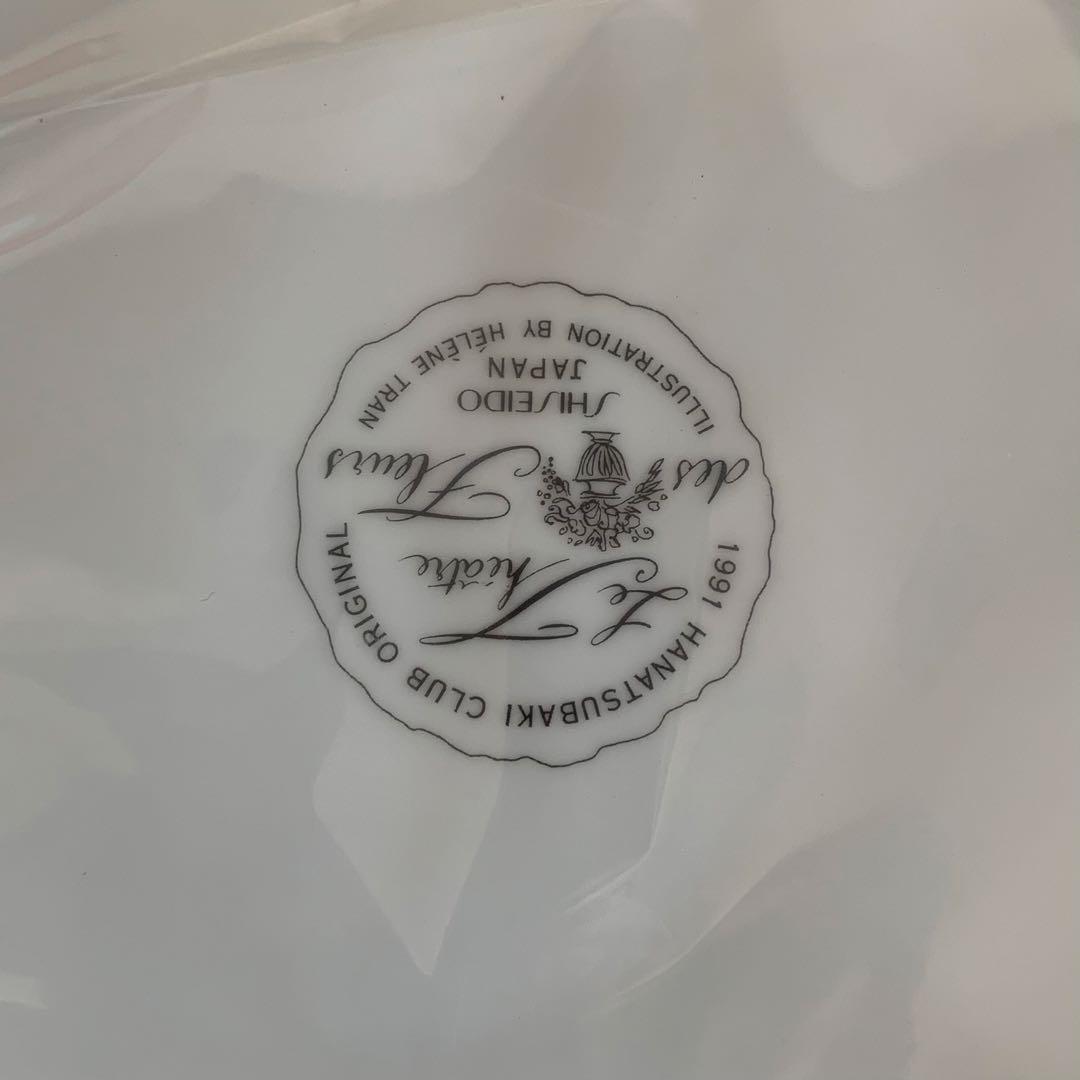 1991 HANATSUBAKI CLUB ORIGINAL
Le Théâtre
des Fleurs
SHISEIDO
JAPAN
ILLUSTRATION BY HÉLÈNE TRAN